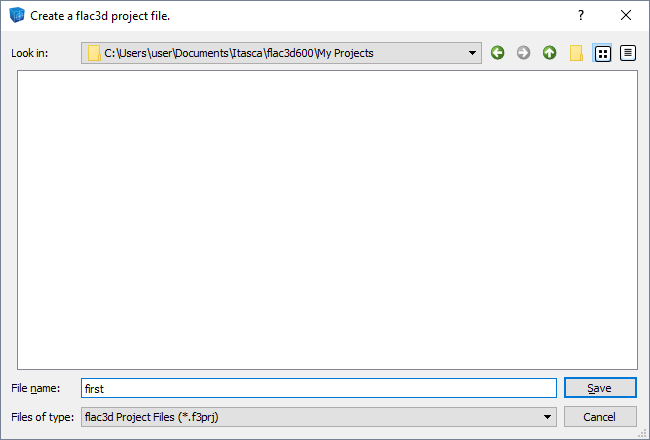 Create a flac3d project file.
?
Look in: C:\Users\user\Documents\Itasca\flac3d600\My Projects
File name: first Save
Files of type: flac3d Project Files (*.f3prj) Cancel